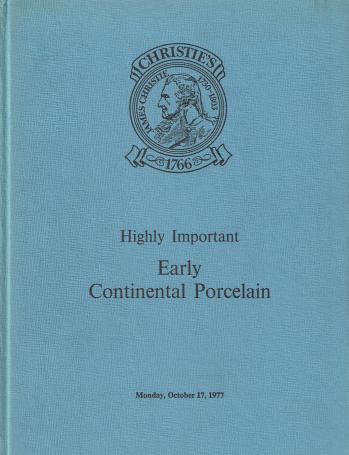 CHRISTIE'S
JAMES CHRISTIE 1730-1803
1766
Highly Important
Early
Continental Porcelain
Monday, October 17, 1977